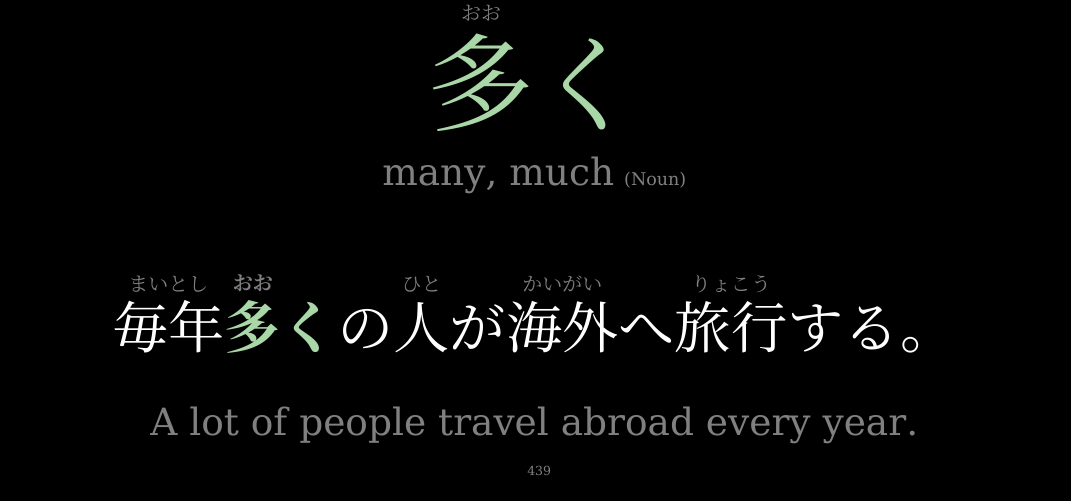 おお
多く
many, much (Noun)
まいとし おお ひと かいがい りょこう
毎年多くの人が海外へ旅行する。
A lot of people travel abroad every year.
439